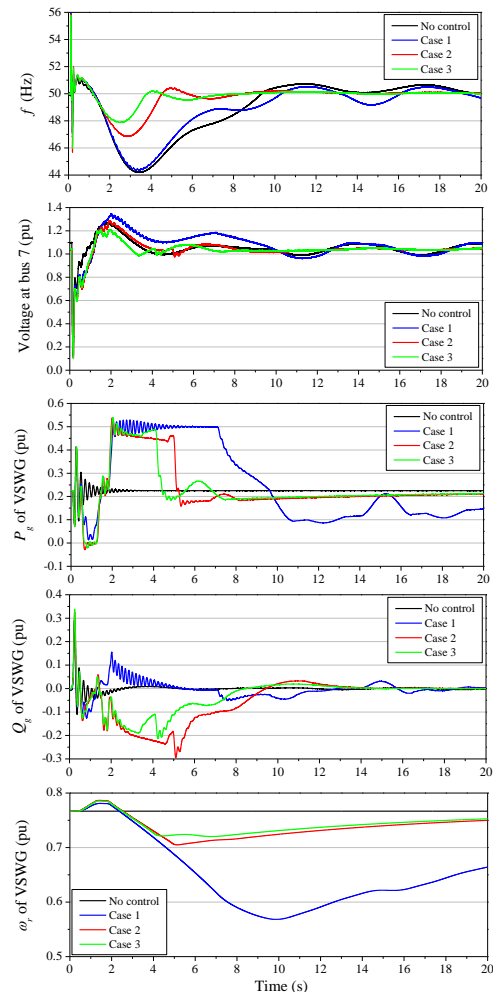 56
54
52
50
48
46
44
f (Hz)
No control
Case 1
Case 2
Case 3
0 2 4 6 8 10 12 14 16 18 20
1.4
1.2
1.0
0.8
0.6
0.4
0.2
0.0
Voltage at bus 7 (pu)
No control
Case 1
Case 2
Case 3
0 2 4 6 8 10 12 14 16 18 20
0.6
0.5
0.4
0.3
0.2
0.1
0.0
-0.1
Pg of VSWG (pu)
No control
Case 1
Case 2
Case 3
0 2 4 6 8 10 12 14 16 18 20
0.4
0.3
0.2
0.1
-0.0
-0.1
-0.2
-0.3
Qg of VSWG (pu)
No control
Case 1
Case 2
Case 3
0 2 4 6 8 10 12 14 16 18 20
0.8
0.7
0.6
0.5
ωr of VSWG (pu)
No control
Case 1
Case 2
Case 3
0 2 4 6 8 10 12 14 16 18 20
Time (s)